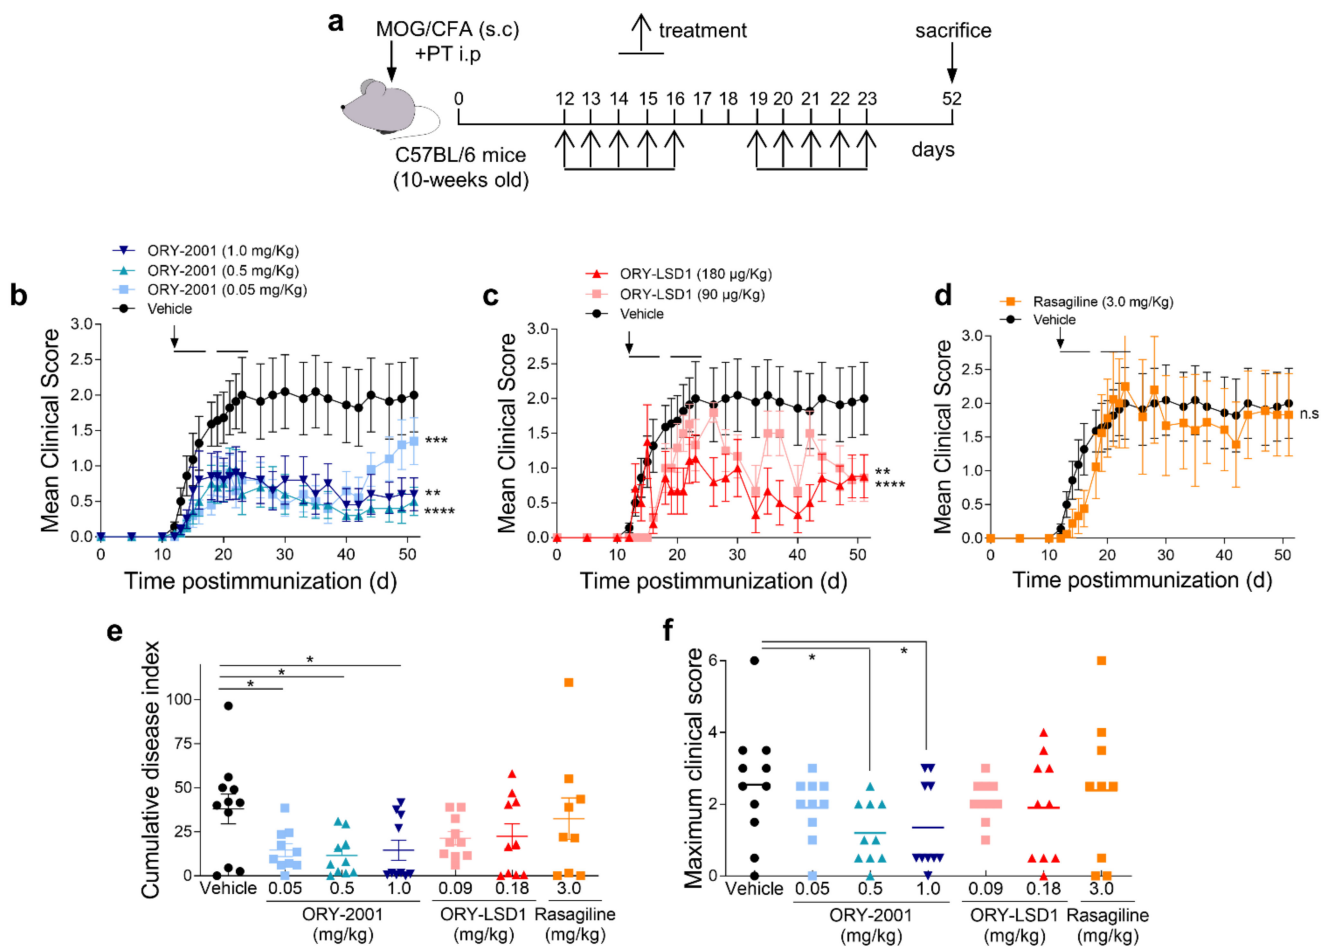 a
MOG/CFA (s.c)
+PT i.p
treatment
sacrifice
0 12 13 14 15 16 17 18 19 20 21 22 23 52
C57BL/6 mice
(10-weeks old)
days
b
ORY-2001 (1.0 mg/Kg)
ORY-2001 (0.5 mg/Kg)
ORY-2001 (0.05 mg/Kg)
Vehicle
Mean Clinical Score
3.0
2.5
2.0
1.5
1.0
0.5
0.0
***
**
****
0 10 20 30 40 50
Time postimmunization (d)
c
ORY-LSD1 (180 µg/Kg)
ORY-LSD1 (90 µg/Kg)
Vehicle
Mean Clinical Score
3.0
2.5
2.0
1.5
1.0
0.5
0.0
**
****
0 10 20 30 40 50
Time postimmunization (d)
d
Rasagiline (3.0 mg/Kg)
Vehicle
Mean Clinical Score
3.0
2.5
2.0
1.5
1.0
0.5
0.0
n.s
0 10 20 30 40 50
Time postimmunization (d)
e
Cumulative disease index
100
75
50
25
0
*
*
*
Vehicle 0.05 0.5 1.0 0.09 0.18 3.0
ORY-2001 ORY-LSD1 Rasagiline
(mg/kg) (mg/kg) (mg/kg)
f
Maximum clinical score
6
4
2
0
* *
Vehicle 0.05 0.5 1.0 0.09 0.18 3.0
ORY-2001 ORY-LSD1 Rasagiline
(mg/kg) (mg/kg) (mg/kg)